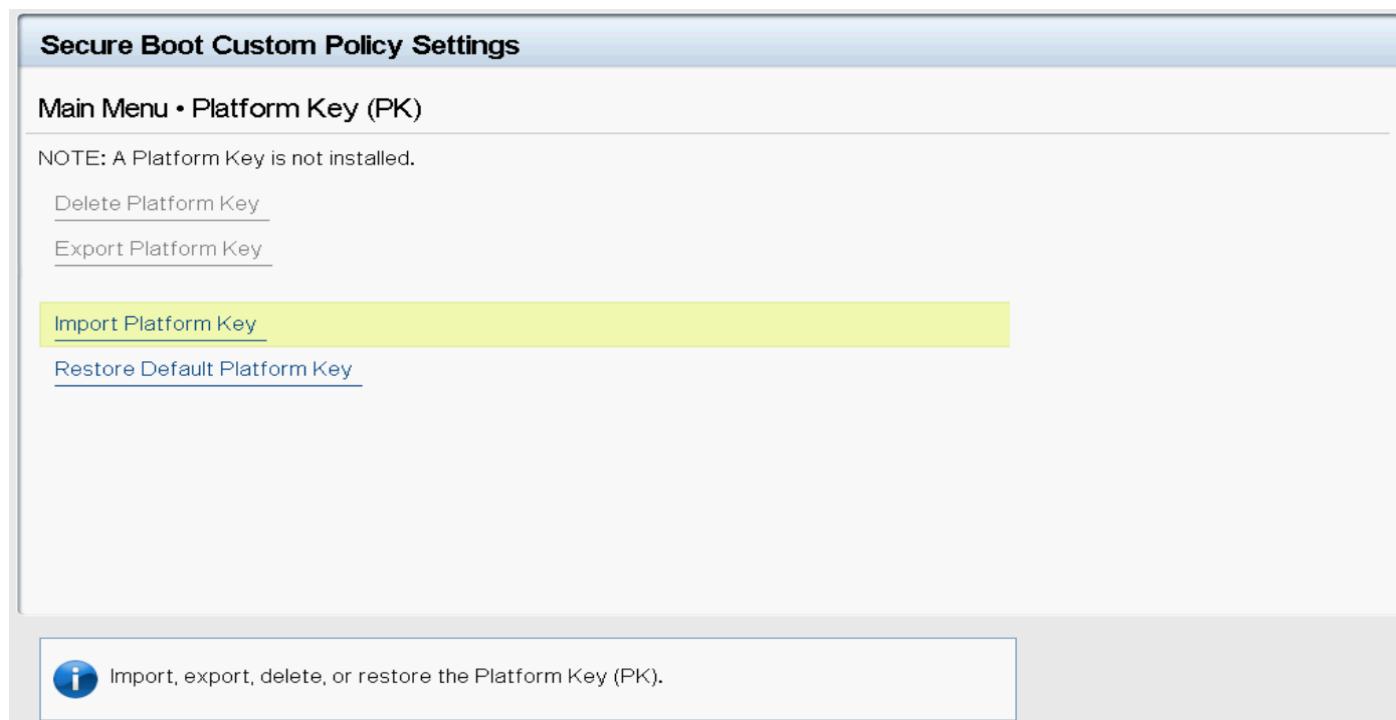 Secure Boot Custom Policy Settings
Main Menu • Platform Key (PK)
NOTE: A Platform Key is not installed.
Delete Platform Key
Export Platform Key
Import Platform Key
Restore Default Platform Key
Import, export, delete, or restore the Platform Key (PK).